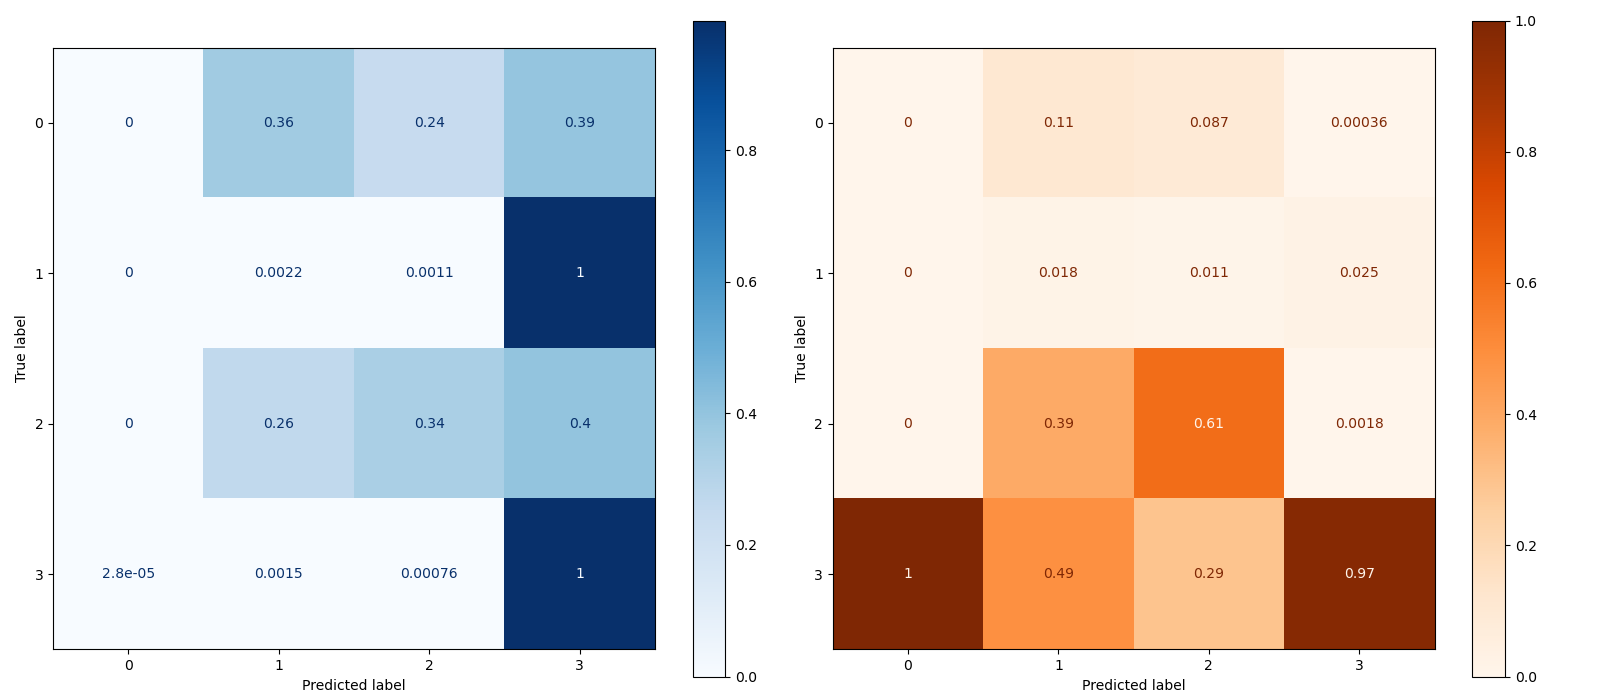 0 0 0.36 0.24 0.39
1 0 0.0022 0.0011 1
2 0 0.26 0.34 0.4
3 2.8e-05 0.0015 0.00076 1
0 1 2 3
Predicted label
True label
0.8
0.6
0.4
0.2
0.0
0 0 0.11 0.087 0.00036
1 0 0.018 0.011 0.025
2 0 0.39 0.61 0.0018
3 1 0.49 0.29 0.97
0 1 2 3
Predicted label
True label
1.0
0.8
0.6
0.4
0.2
0.0